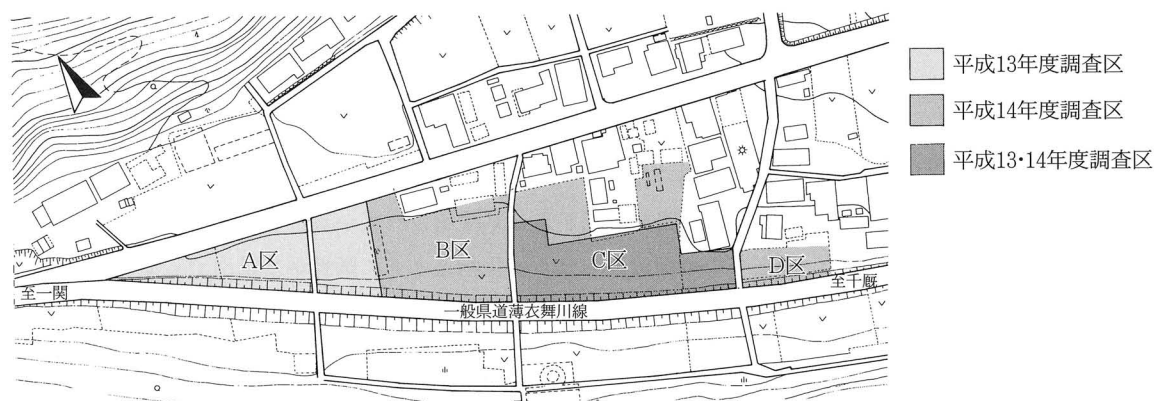 平成13年度調査区
平成14年度調査区
平成13・14年度調査区
A区
B区
C区
D区
至一関
至千厩
一般県道薄衣舞川線